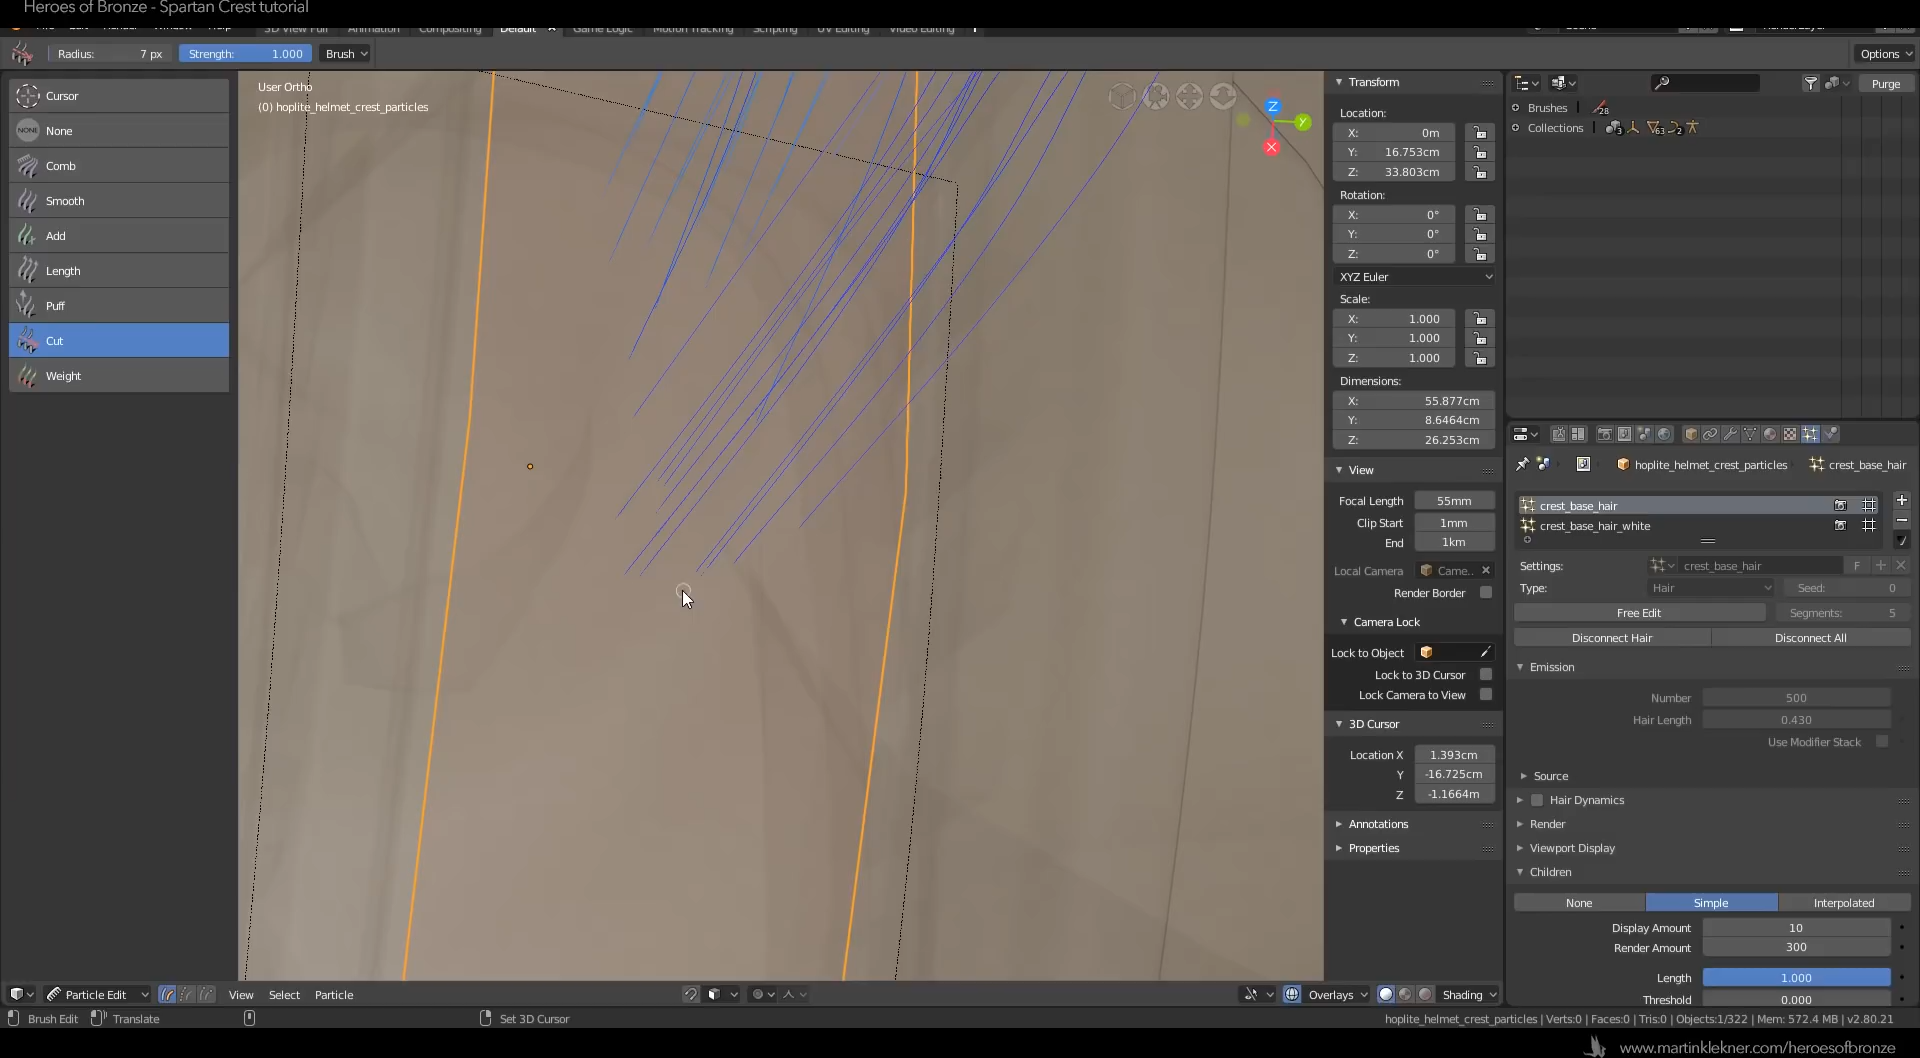 Heroes of Bronze - Spartan Crest tutorial
3D View Full Animation Compositing Default Game Logic Motion Tracking Scripting UV Editing Video Editing
Radius: 7 px Strength: 1.000 Brush Options
Cursor
None
Comb
Smooth
Add
Length
Puff
Cut
Weight
User Ortho
(0) hoplite_helmet_crest_particles
Z
Y
X
Transform
Location:
X: 0m
Y: 16.753cm
Z: 33.803cm
Rotation:
X: 0°
Y: 0°
Z: 0°
XYZ Euler
Scale:
X: 1.000
Y: 1.000
Z: 1.000
Dimensions:
X: 55.877cm
Y: 8.6464cm
Z: 26.253cm
View
Focal Length 55mm
Clip Start 1mm
End 1km
Local Camera Came..
Render Border
Camera Lock
Lock to Object
Lock to 3D Cursor
Lock Camera to View
3D Cursor
Location X 1.393cm
Y -16.725cm
Z -1.1664m
Annotations
Properties
Purge
Brushes 28
Collections 3 63 2
hoplite_helmet_crest_particles crest_base_hair
crest_base_hair
crest_base_hair_white
Settings: crest_base_hair F
Type: Hair Seed: 0
Free Edit Segments: 5
Disconnect Hair Disconnect All
Emission
Number 500
Hair Length 0.430
Use Modifier Stack
Source
Hair Dynamics
Render
Viewport Display
Children
None Simple Interpolated
Display Amount 10
Render Amount 300
Length 1.000
Threshold 0.000
Particle Edit View Select Particle Overlays Shading
Brush Edit Translate Set 3D Cursor
hoplite_helmet_crest_particles | Verts:0 | Faces:0 | Tris:0 | Objects:1/322 | Mem: 572.4 MB | v2.80.21
www.martinklekner.com/heroesofbronze